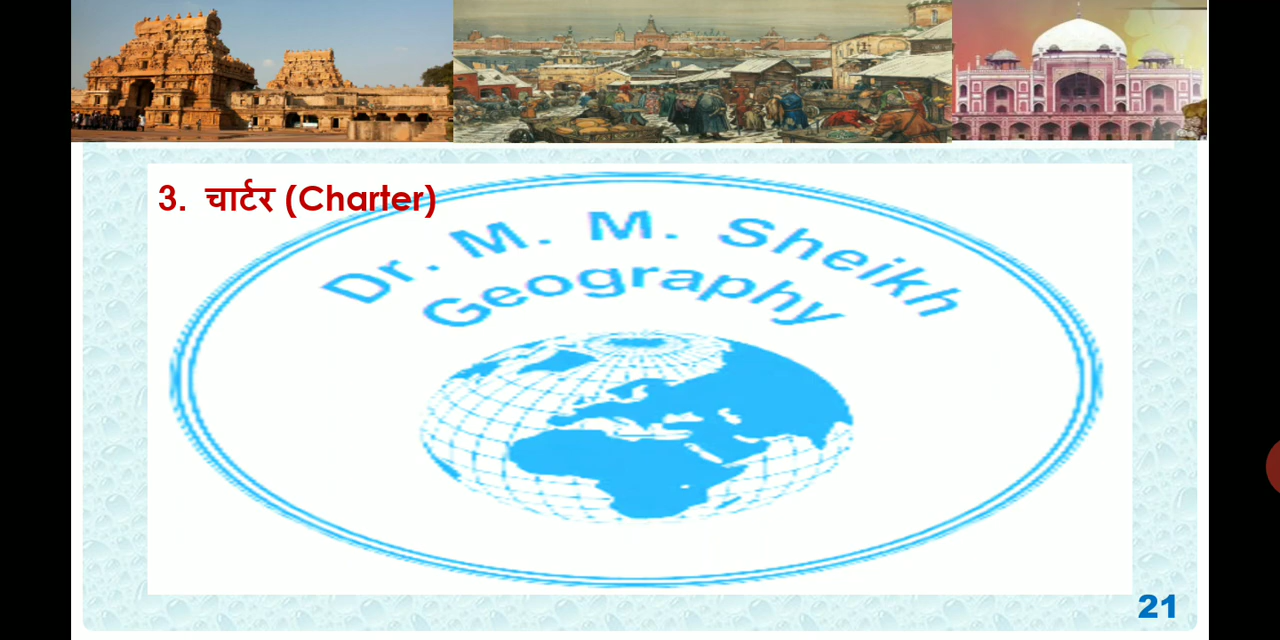 3. चार्टर (Charter)
Dr. M. M. Sheikh
Geography
21